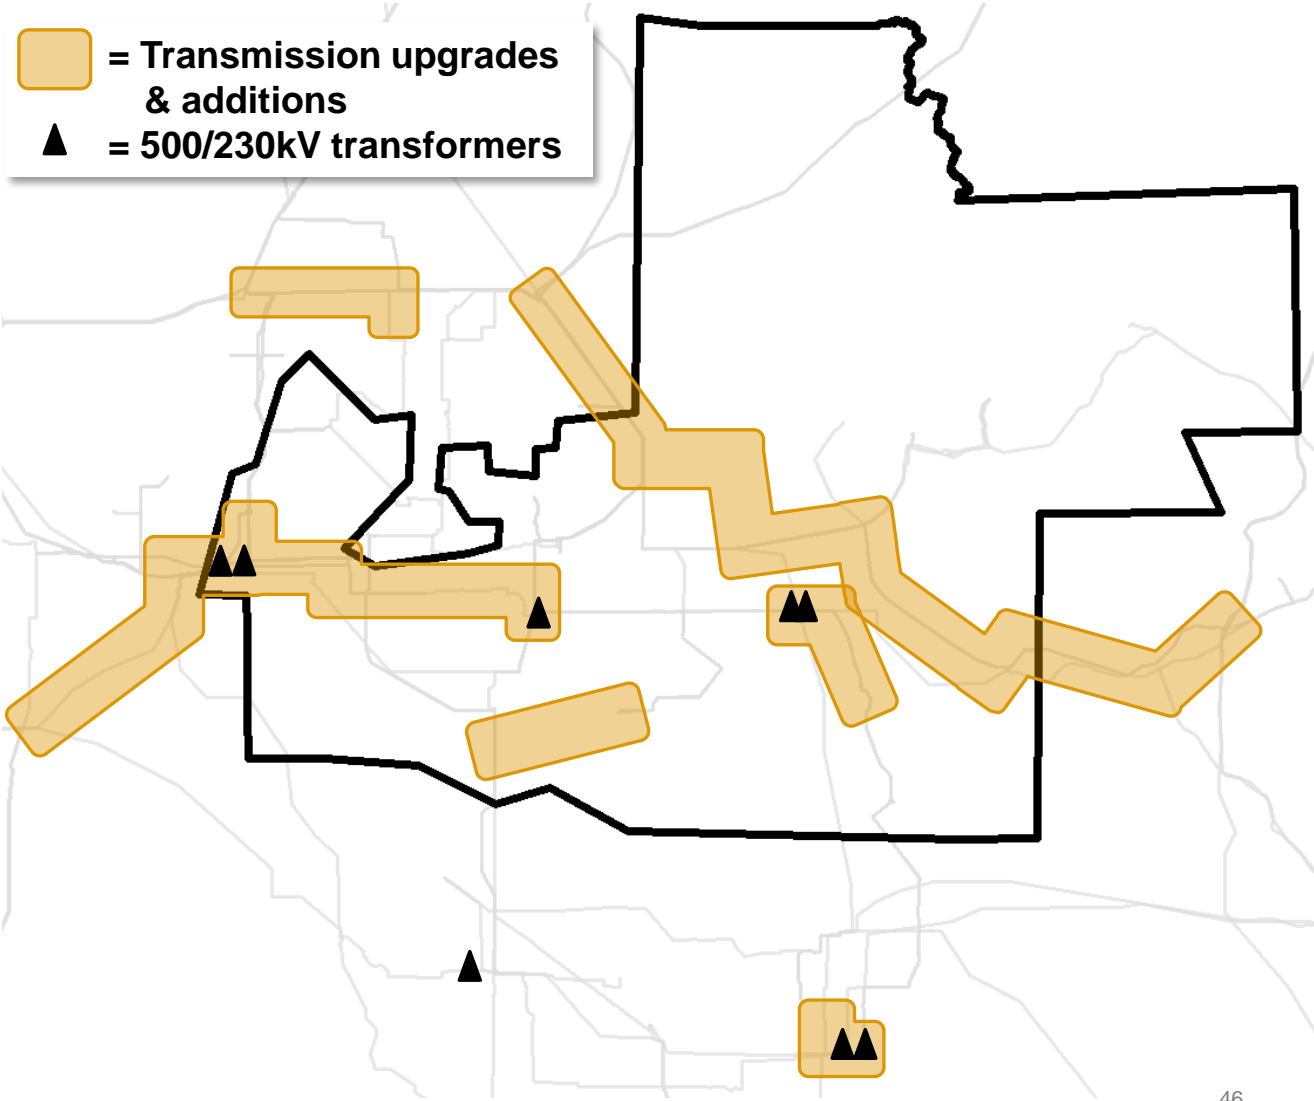 = Transmission upgrades
& additions
= 500/230kV transformers
46